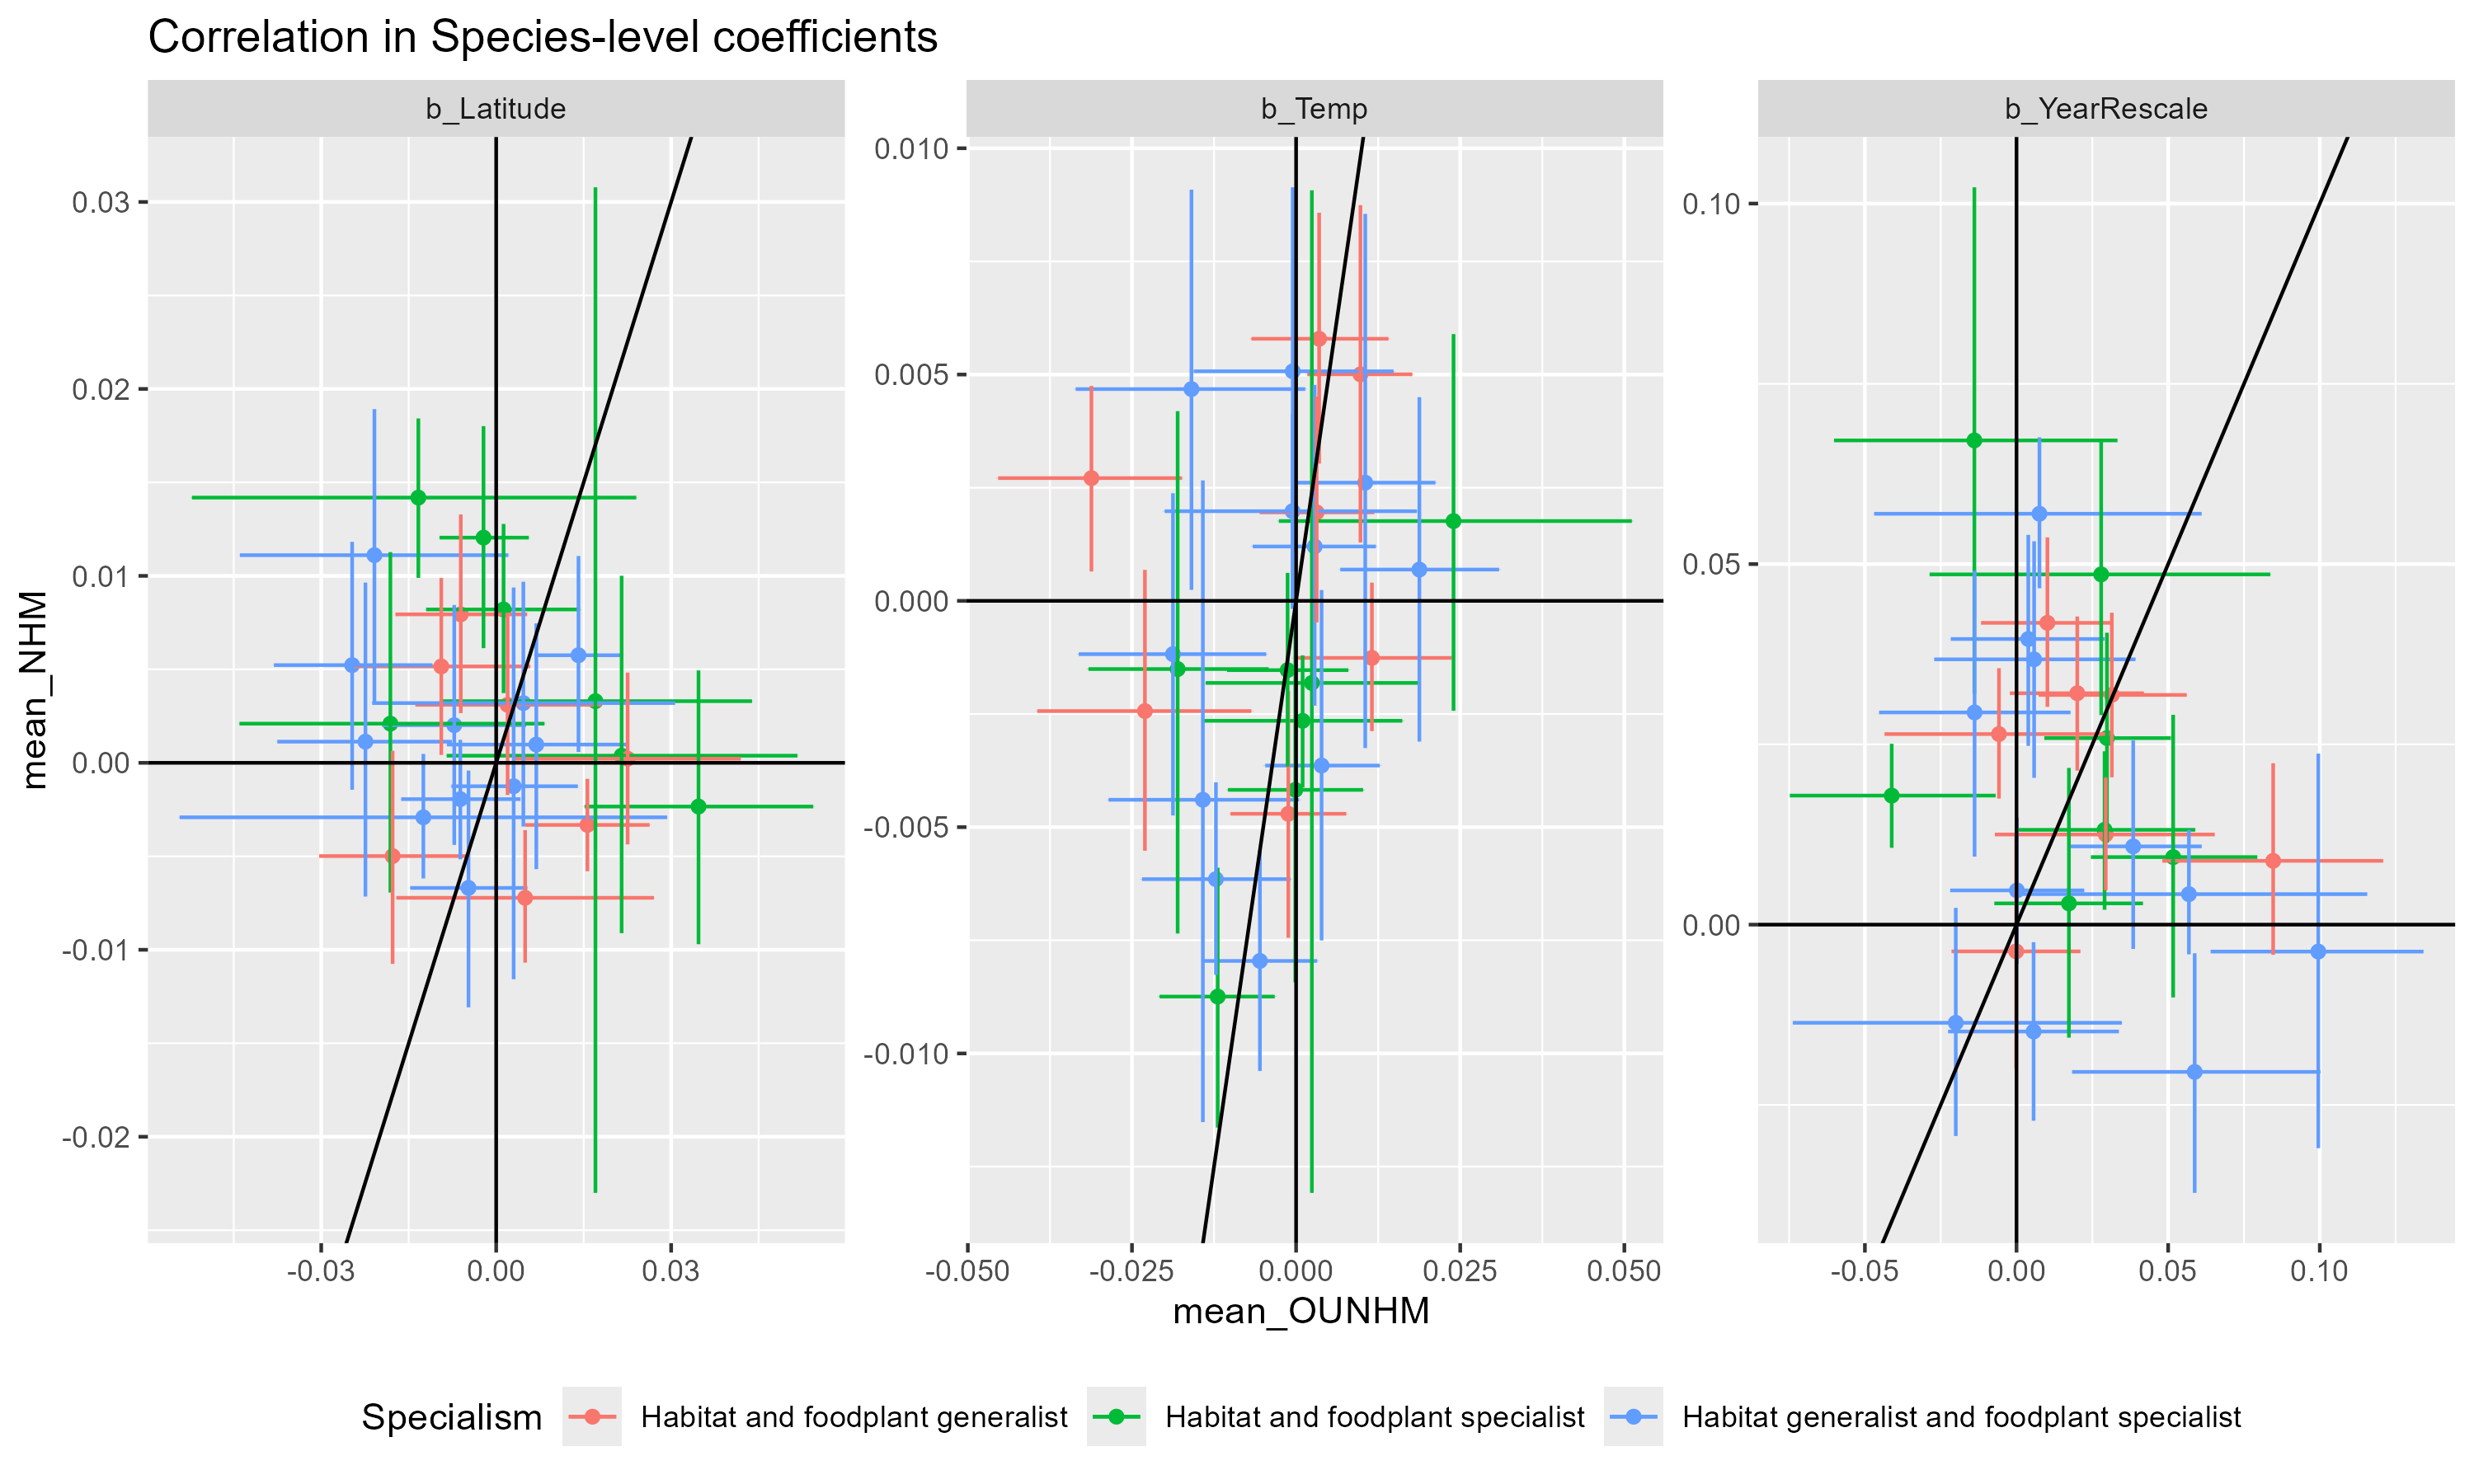 Correlation in Species-level coefficients
b_Latitude
b_Temp
b_YearRescale
mean_NHM
0.03
0.02
0.01
0.00
-0.01
-0.02
0.010
0.005
0.000
-0.005
-0.010
0.10
0.05
0.00
-0.03 0.00 0.03
-0.050 -0.025 0.000 0.025 0.050
-0.05 0.00 0.05 0.10
mean_OUNHM
Specialism Habitat and foodplant generalist Habitat and foodplant specialist Habitat generalist and foodplant specialist